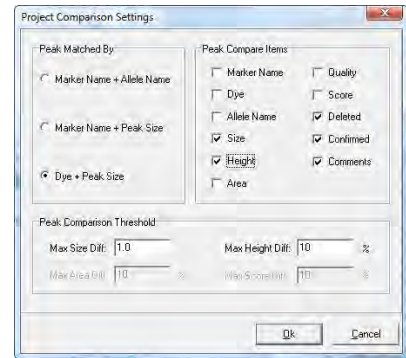 Project Comparison Settings
Peak Matched By:
Marker Name + Allele Name
Marker Name + Peak Size
Dye + Peak Size
Peak Compare Items
Marker Name
Quality
Dye
Score
Allele Name
Deleted
Size
Confirmed
Height
Comments
Area
Peak Comparison Threshold
Max Size Diff: 1.0
Max Height Diff: 10 %
Max Area Diff: 10 %
Max Score Diff: 10 %
Ok
Cancel